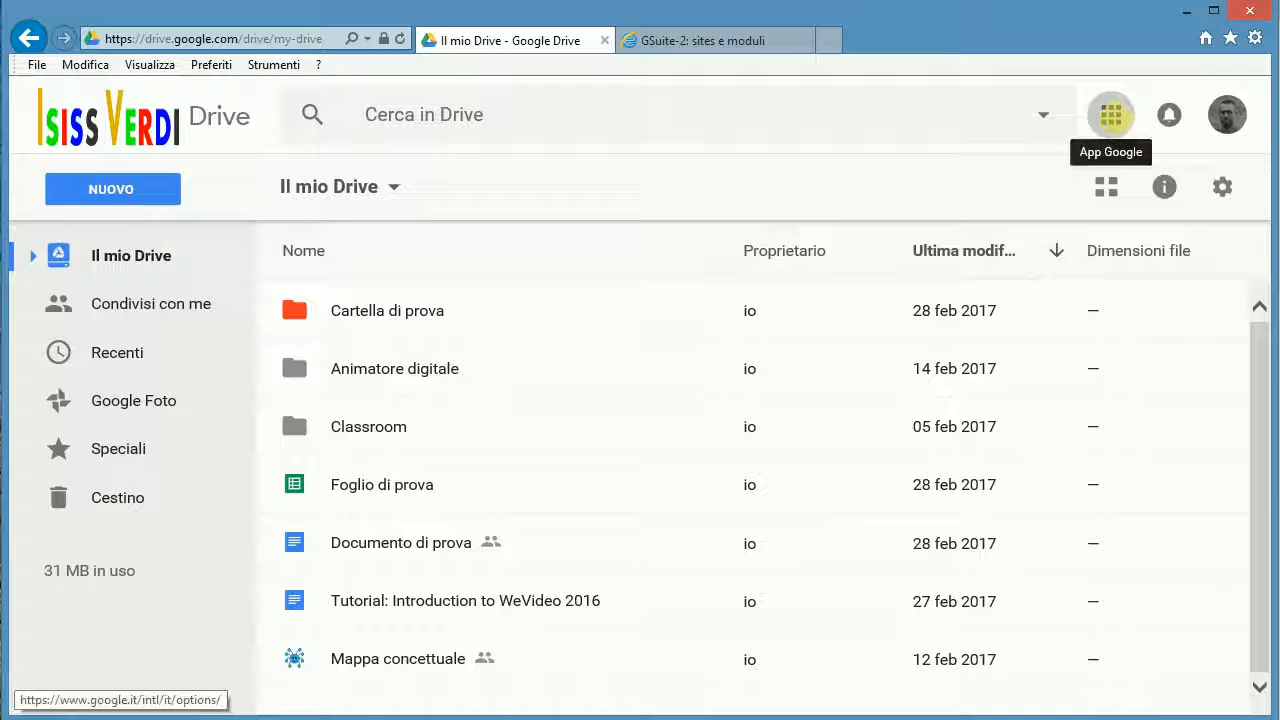 https://drive.google.com/drive/my-drive
Il mio Drive - Google Drive
GSuite-2: sites e moduli
File Modifica Visualizza Preferiti Strumenti ?
ISISS VERDI Drive
Cerca in Drive
App Google
NUOVO
Il mio Drive
Il mio Drive
Condivisi con me
Recenti
Google Foto
Speciali
Cestino
31 MB in uso
Nome Proprietario Ultima modif... Dimensioni file
Cartella di prova io 28 feb 2017 —
Animatore digitale io 14 feb 2017 —
Classroom io 05 feb 2017 —
Foglio di prova io 28 feb 2017 —
Documento di prova io 28 feb 2017 —
Tutorial: Introduction to WeVideo 2016 io 27 feb 2017 —
Mappa concettuale io 12 feb 2017 —
https://www.google.it/intl/it/options/